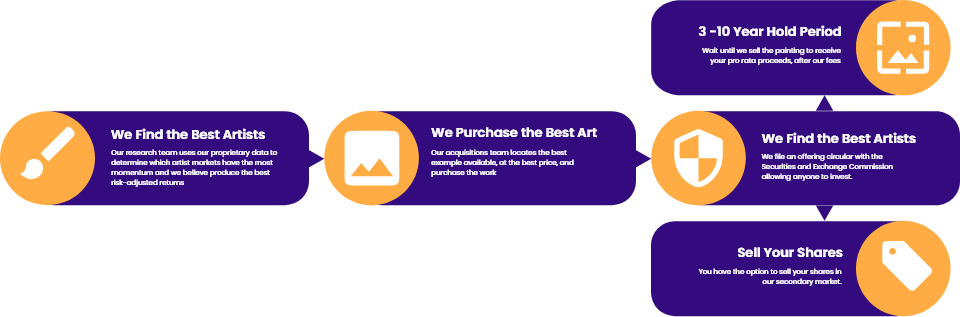 We Find the Best Artists
Our research team uses our proprietary data to
determine which artist markets have the most
momentum and we believe produce the best
risk-adjusted returns
We Purchase the Best Art
Our acquisitions team locates the best
example available, at the best price, and
purchase the work
3 -10 Year Hold Period
Wait until we sell the painting to receive
your pro rata proceeds, after our fees
We Find the Best Artists
We file an offering circular with the
Securities and Exchange Commission
allowing anyone to invest.
Sell Your Shares
You have the option to sell your shares in
our secondary market.